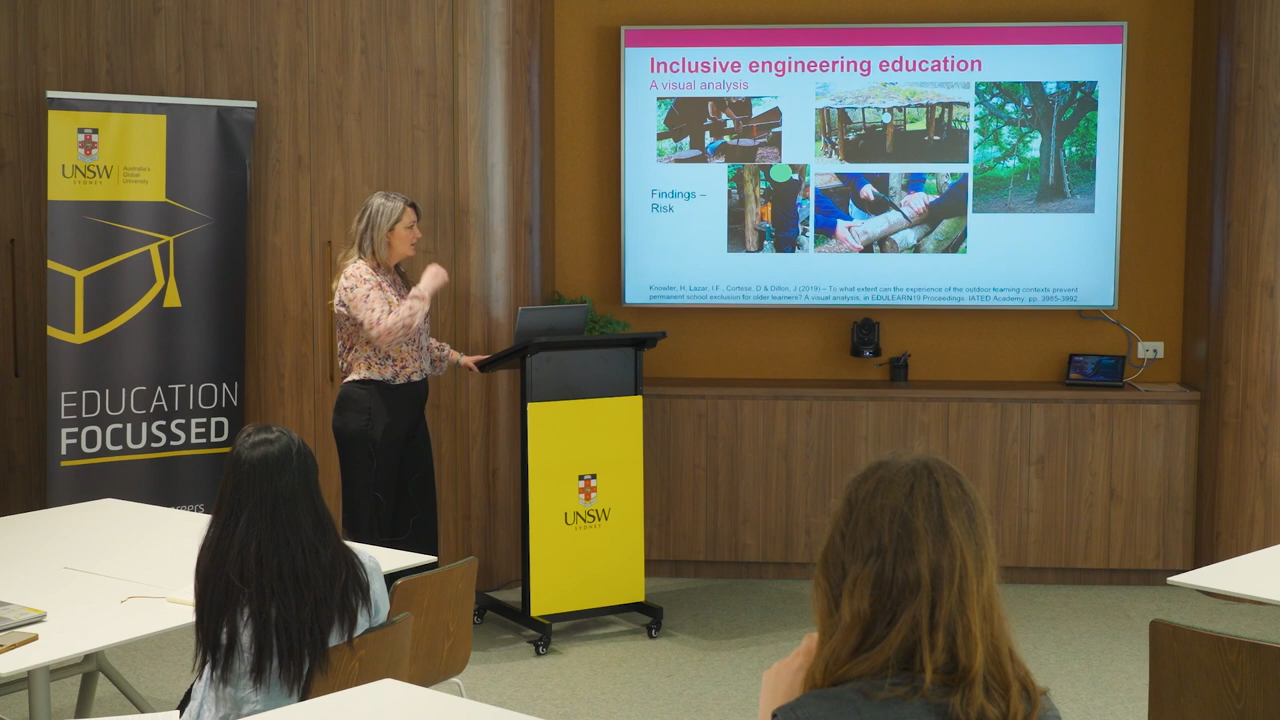 UNSW
SYDNEY
Australia's
Global
University
EDUCATION
FOCUSSED
careers
Inclusive engineering education
A visual analysis
Findings –
Risk
Knowler, H, Lazar, I.F., Cortese, D & Dillon, J (2019) – To what extent can the experience of the outdoor learning contexts prevent
permanent school exclusion for older learners? A visual analysis, in EDULEARN19 Proceedings. IATED Academy. pp. 3985-3992.
UNSW
SYDNEY